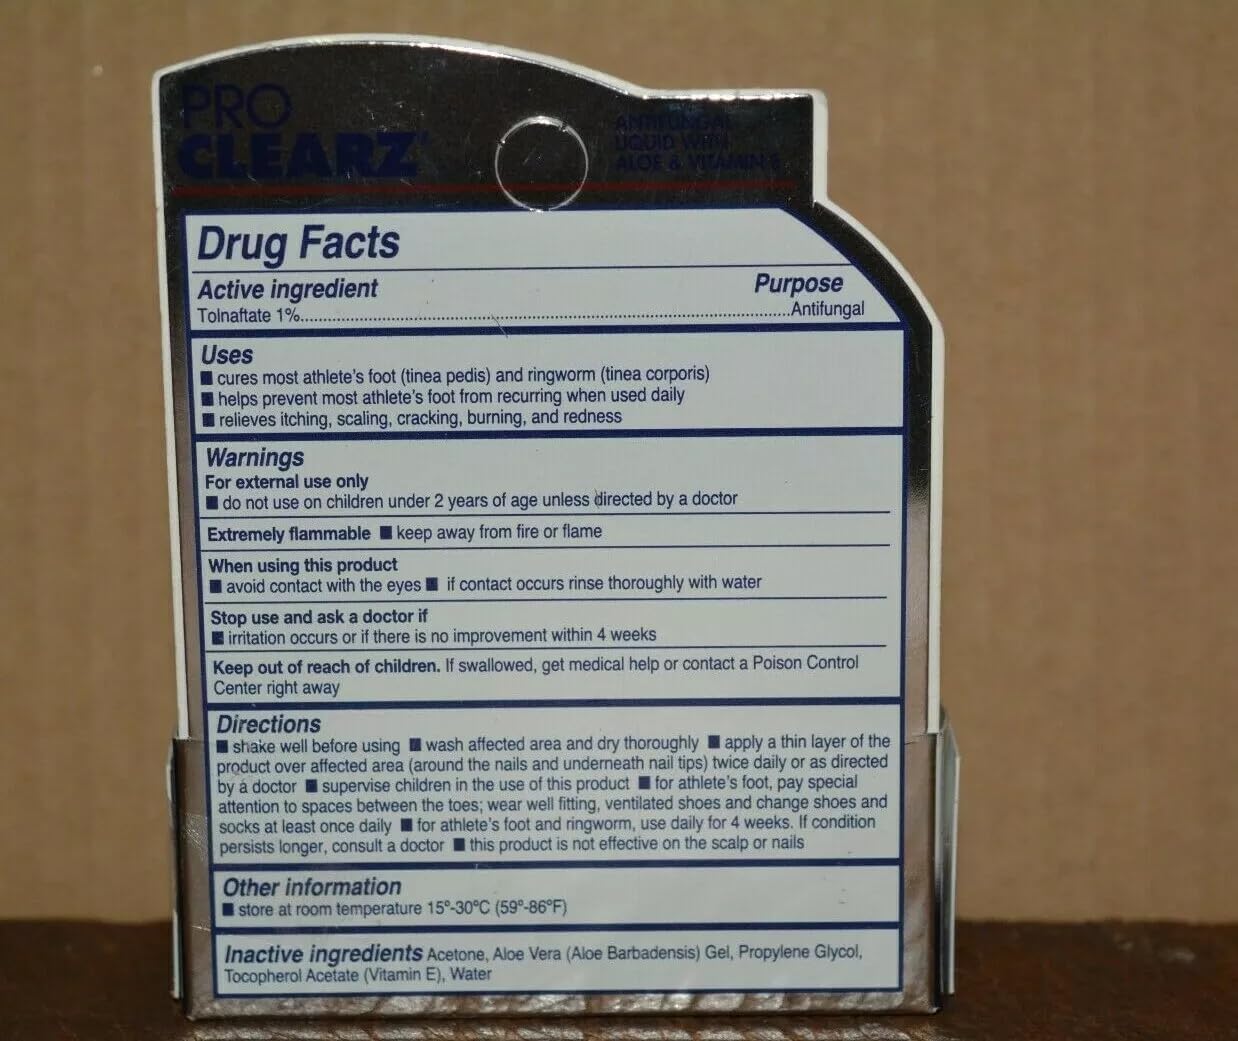 PRO
CLEARZ
ANTIFUNGAL
LIQUID WITH
ALOE & VITAMIN E
Drug Facts
Active ingredient Purpose
Tolnaftate 1%..........................................................................................................Antifungal
Uses
■ cures most athlete's foot (tinea pedis) and ringworm (tinea corporis)
■ helps prevent most athlete's foot from recurring when used daily
■ relieves itching, scaling, cracking, burning, and redness
Warnings
For external use only
■ do not use on children under 2 years of age unless directed by a doctor
Extremely flammable ■ keep away from fire or flame
When using this product
■ avoid contact with the eyes ■ if contact occurs rinse thoroughly with water
Stop use and ask a doctor if
■ irritation occurs or if there is no improvement within 4 weeks
Keep out of reach of children. If swallowed, get medical help or contact a Poison Control
Center right away
Directions
■ shake well before using ■ wash affected area and dry thoroughly ■ apply a thin layer of the
product over affected area (around the nails and underneath nail tips) twice daily or as directed
by a doctor ■ supervise children in the use of this product ■ for athlete's foot, pay special
attention to spaces between the toes; wear well fitting, ventilated shoes and change shoes and
socks at least once daily ■ for athlete's foot and ringworm, use daily for 4 weeks. If condition
persists longer, consult a doctor ■ this product is not effective on the scalp or nails
Other information
■ store at room temperature 15°-30°C (59°-86°F)
Inactive ingredients Acetone, Aloe Vera (Aloe Barbadensis) Gel, Propylene Glycol,
Tocopherol Acetate (Vitamin E), Water